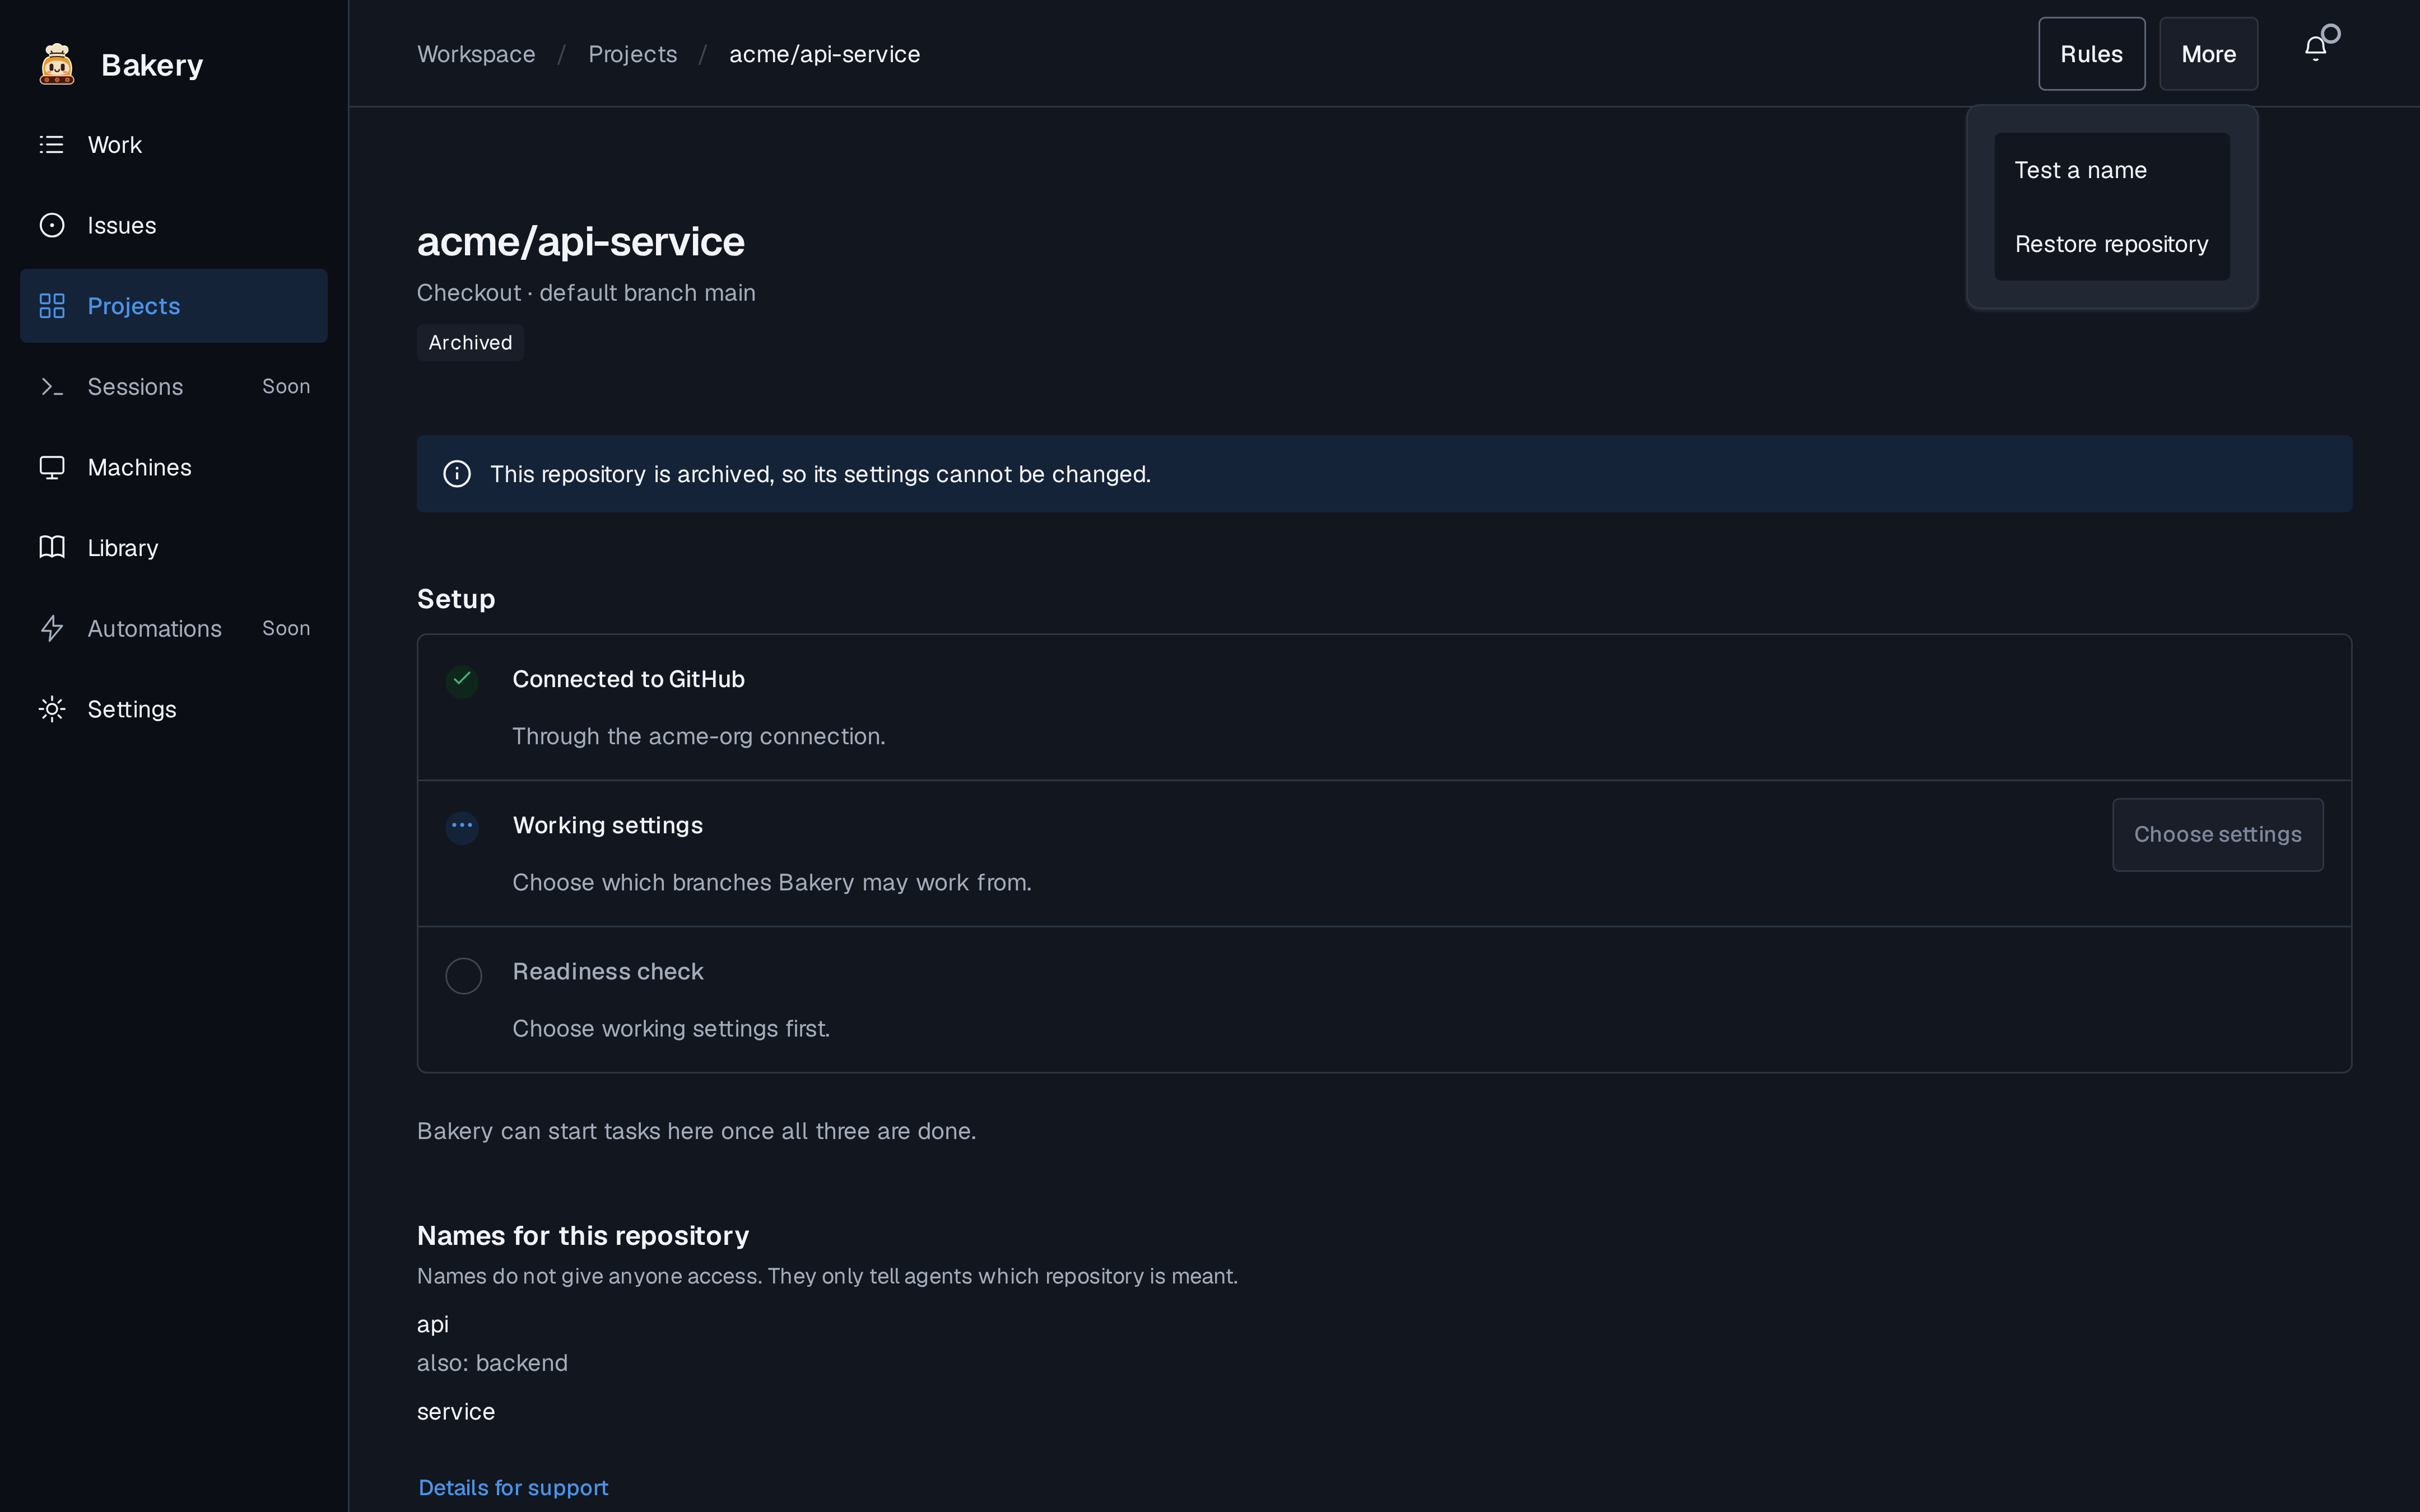 Bakery
Work
Issues
Projects
Sessions Soon
Machines
Library
Automations Soon
Settings
Workspace / Projects / acme/api-service
Rules
More
Test a name
Restore repository
acme/api-service
Checkout · default branch main
Archived
This repository is archived, so its settings cannot be changed.
Setup
Connected to GitHub
Through the acme-org connection.
Working settings
Choose which branches Bakery may work from.
Choose settings
Readiness check
Choose working settings first.
Bakery can start tasks here once all three are done.
Names for this repository
Names do not give anyone access. They only tell agents which repository is meant.
api
also: backend
service
Details for support